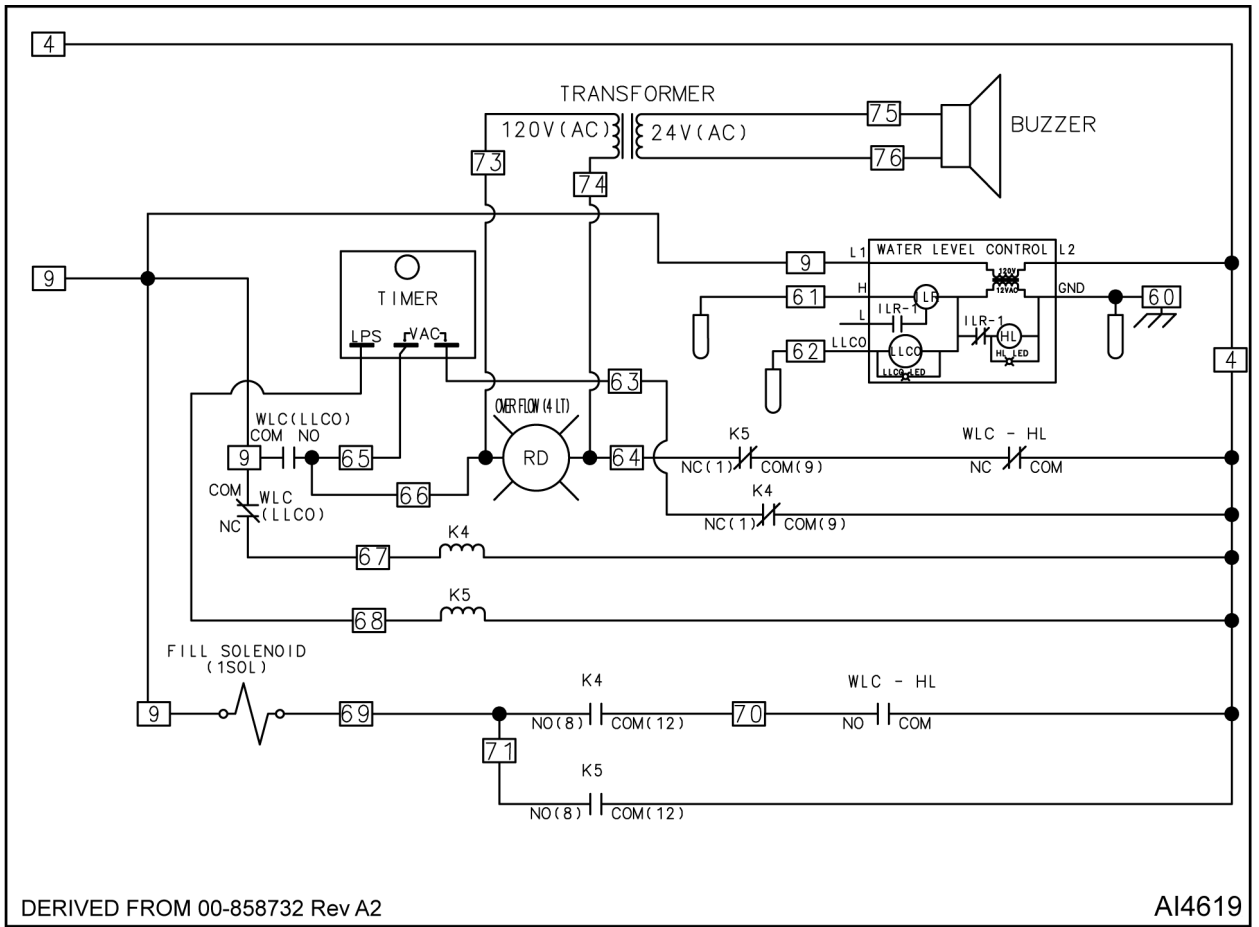 4
TRANSFORMER
120V(AC)
24V(AC)
75
76
BUZZER
73
74
9
TIMER
LPS
VAC
9
L1
WATER LEVEL CONTROL
L2
120V
12VAC
61
H
ILR
GND
60
L
ILR-1
ILR-1
HL
HL LED
62
LLCO
LLCO
LLCO LED
4
63
OVERFLOW (4 LT)
WLC(LLCO)
COM NO
9
65
66
RD
64
K5
NC(1)
COM(9)
WLC - HL
NC
COM
K4
NC(1)
COM(9)
COM
WLC
(LLCO)
NC
67
K4
68
K5
FILL SOLENOID
(1SOL)
9
69
K4
NO(8)
COM(12)
70
WLC - HL
NO
COM
71
K5
NO(8)
COM(12)
DERIVED FROM 00-858732 Rev A2
AI4619